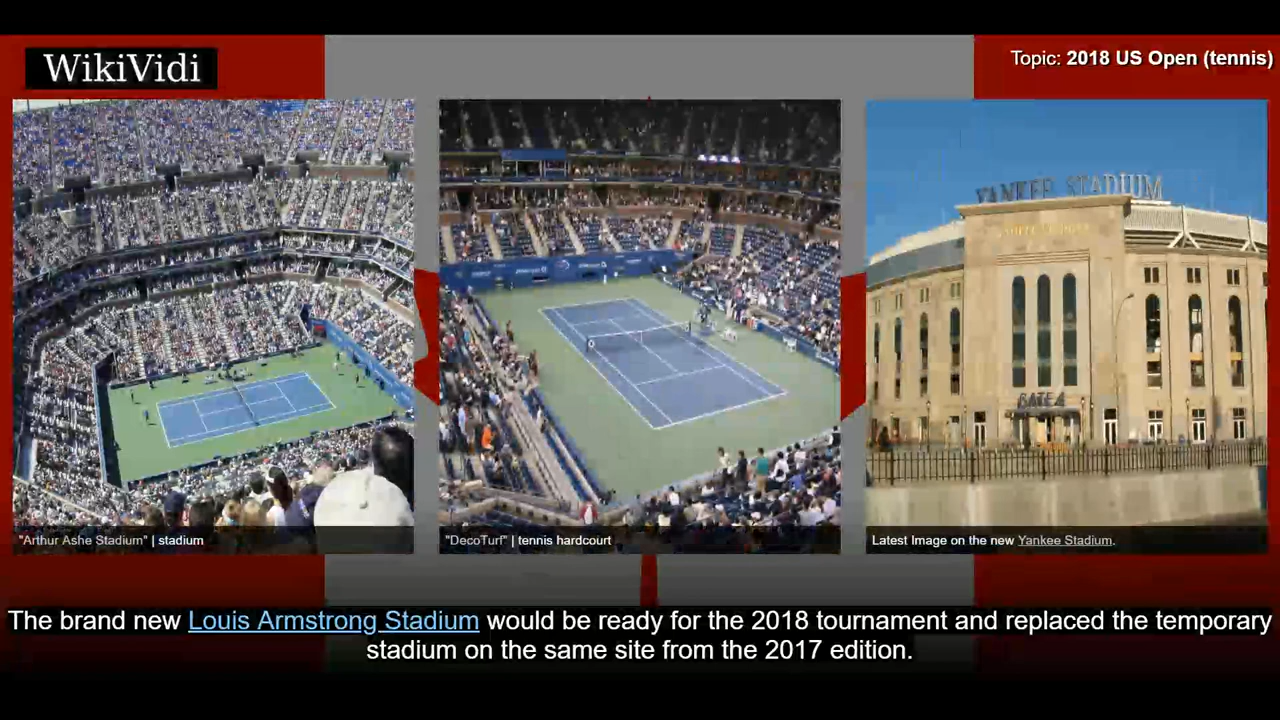 WikiVidi
Topic: 2018 US Open (tennis)
YANKEE STADIUM
GATE 4
"Arthur Ashe Stadium" | stadium
"DecoTurf" | tennis hardcourt
Latest Image on the new Yankee Stadium.
The brand new Louis Armstrong Stadium would be ready for the 2018 tournament and replaced the temporary
stadium on the same site from the 2017 edition.